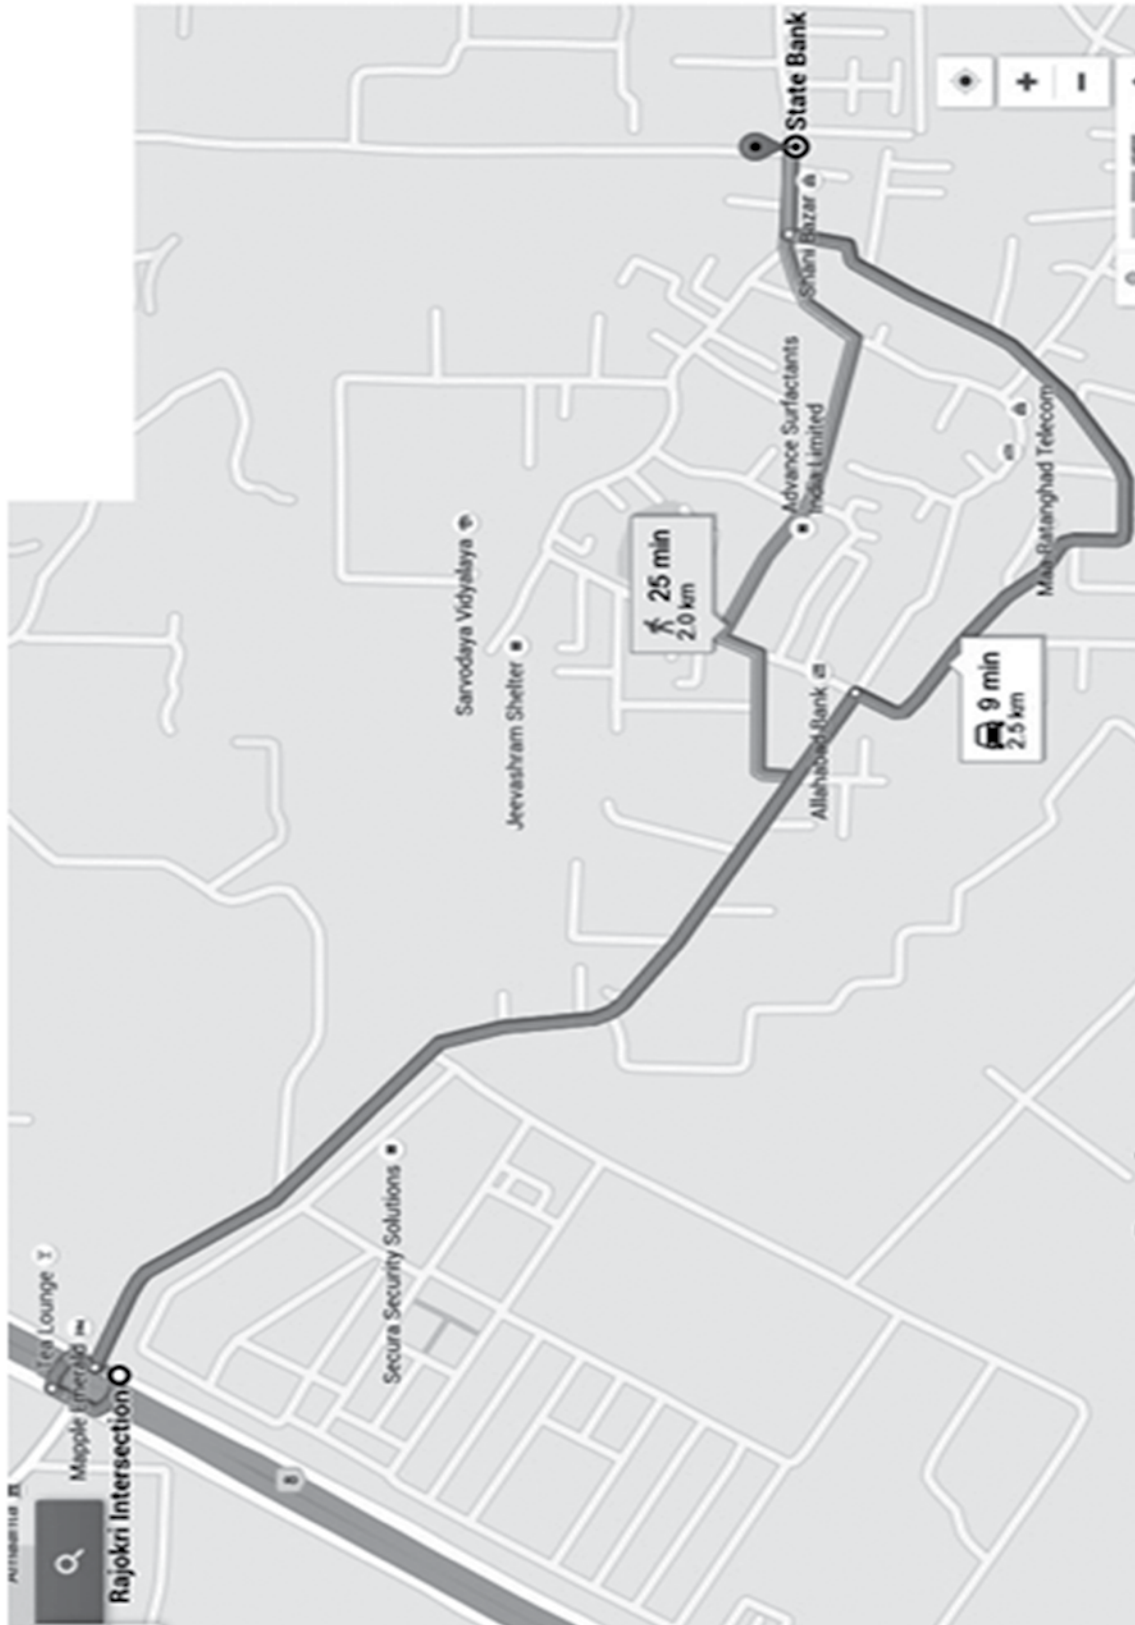 State Bank
Shani Bazar
Advance Surfactants
India Limited
Maa Ratanghad Telecom
Sarvodaya Vidyalaya
Jeevashram Shelter
25 min
2.0 km
Allahabad Bank
9 min
2.5 km
Secura Security Solutions
Tea Lounge
Mapple Emerald
Rajokri Intersection
8